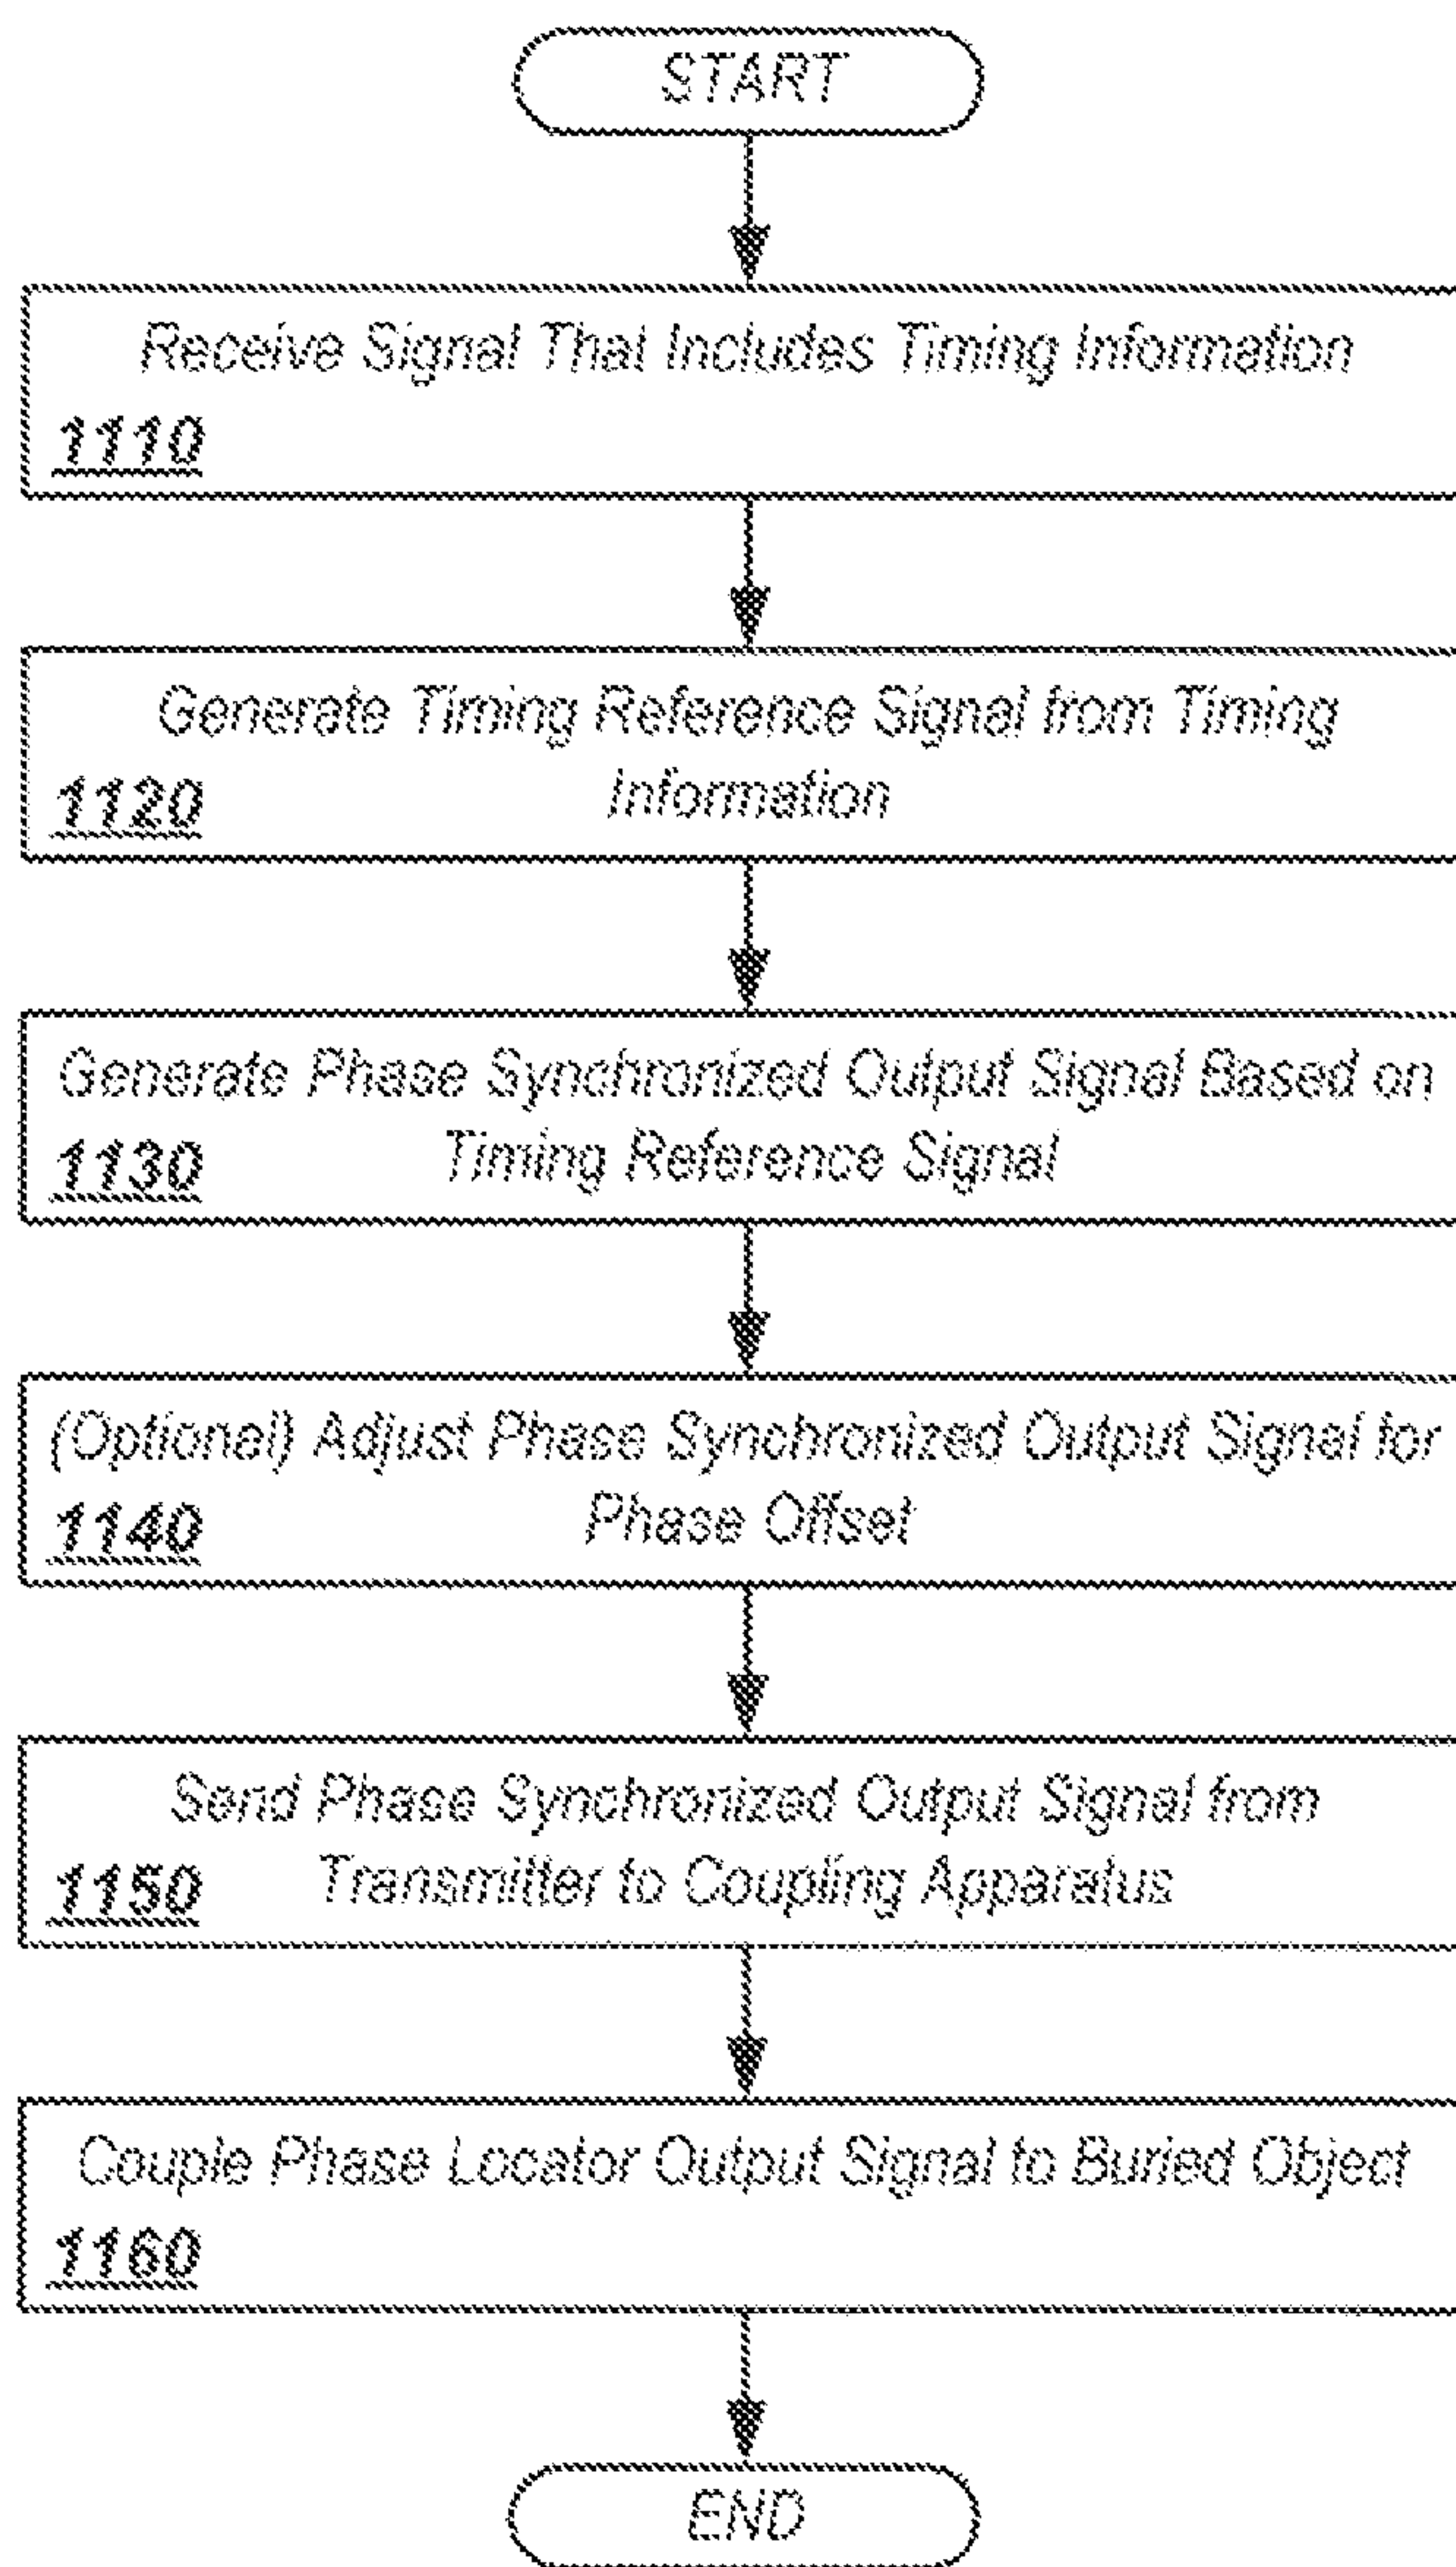 START
Receive Signal That Includes Timing Information
1110
Generate Timing Reference Signal from Timing
Information
1120
Generate Phase Synchronized Output Signal Based on
Timing Reference Signal
1130
(Optional) Adjust Phase Synchronized Output Signal for
Phase Offset
1140
Send Phase Synchronized Output Signal from
Transmitter to Coupling Apparatus
1150
Couple Phase Locator Output Signal to Buried Object
1160
END